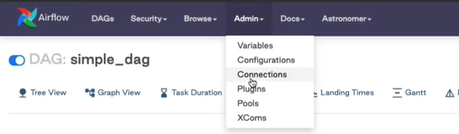 Airflow DAGs Security Browse Admin Docs Astronomer
Variables
Configurations
DAG: simple_dag
Connections
Plugins
Tree View Graph View Task Duration Landing Times Gantt
Pools
XComs